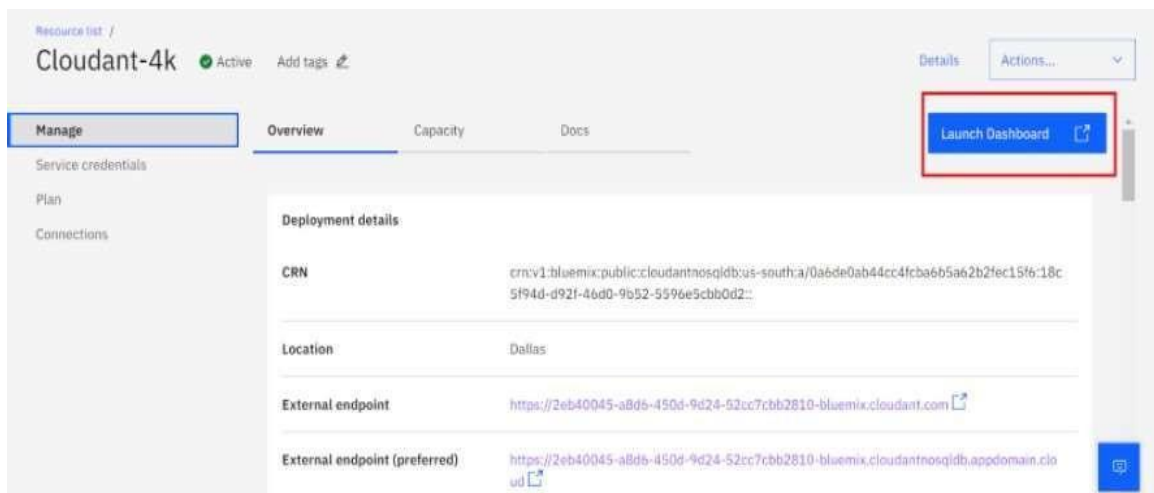 Resource list /
Cloudant-4k Active Add tags
Details Actions...
Manage
Overview Capacity Docs
Launch Dashboard
Service credentials
Plan
Connections
Deployment details
CRN
crn:v1:bluemix:public:cloudantnosqldb:us-south:a/0a6de0ab44cc4fcba6b5a62b2fec15f6:18c
5f94d-d92f-46d0-9b52-5596e5cbb0d2::
Location Dallas
External endpoint https://2eb40045-a8d6-450d-9d24-52cc7cbb2810-bluemix.cloudant.com
External endpoint (preferred) https://2eb40045-a8d6-450d-9d24-52cc7cbb2810-bluemix.cloudantnosqldb.appdomain.clo
ud